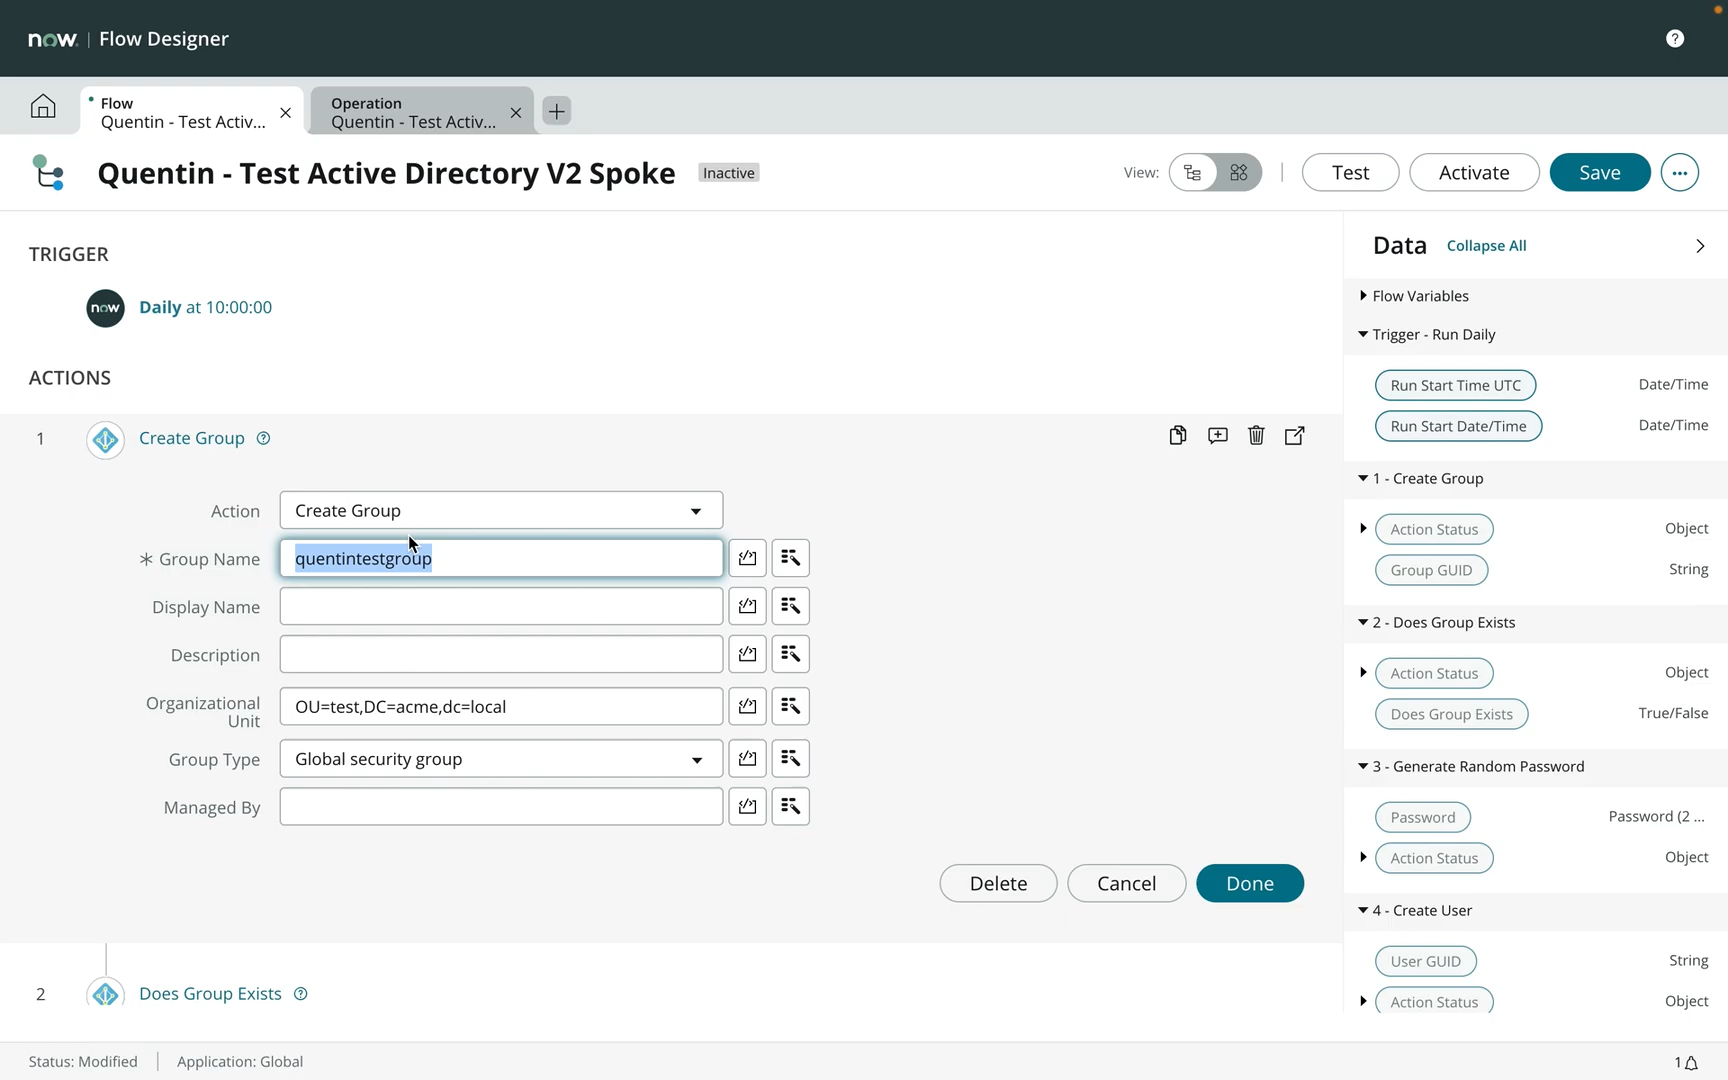 now. | Flow Designer
Flow
Quentin - Test Activ...
Operation
Quentin - Test Activ...
Quentin - Test Active Directory V2 Spoke
Inactive
View:
Test
Activate
Save
TRIGGER
now
Daily at 10:00:00
ACTIONS
1
Create Group
Action
Create Group
* Group Name
quentintestgroup
Display Name
Description
Organizational
Unit
OU=test,DC=acme,dc=local
Group Type
Global security group
Managed By
Delete
Cancel
Done
2
Does Group Exists
Data
Collapse All
Flow Variables
Trigger - Run Daily
Run Start Time UTC
Date/Time
Run Start Date/Time
Date/Time
1 - Create Group
Action Status
Object
Group GUID
String
2 - Does Group Exists
Action Status
Object
Does Group Exists
True/False
3 - Generate Random Password
Password
Password (2 ...
Action Status
Object
4 - Create User
User GUID
String
Action Status
Object
Status: Modified
Application: Global
1